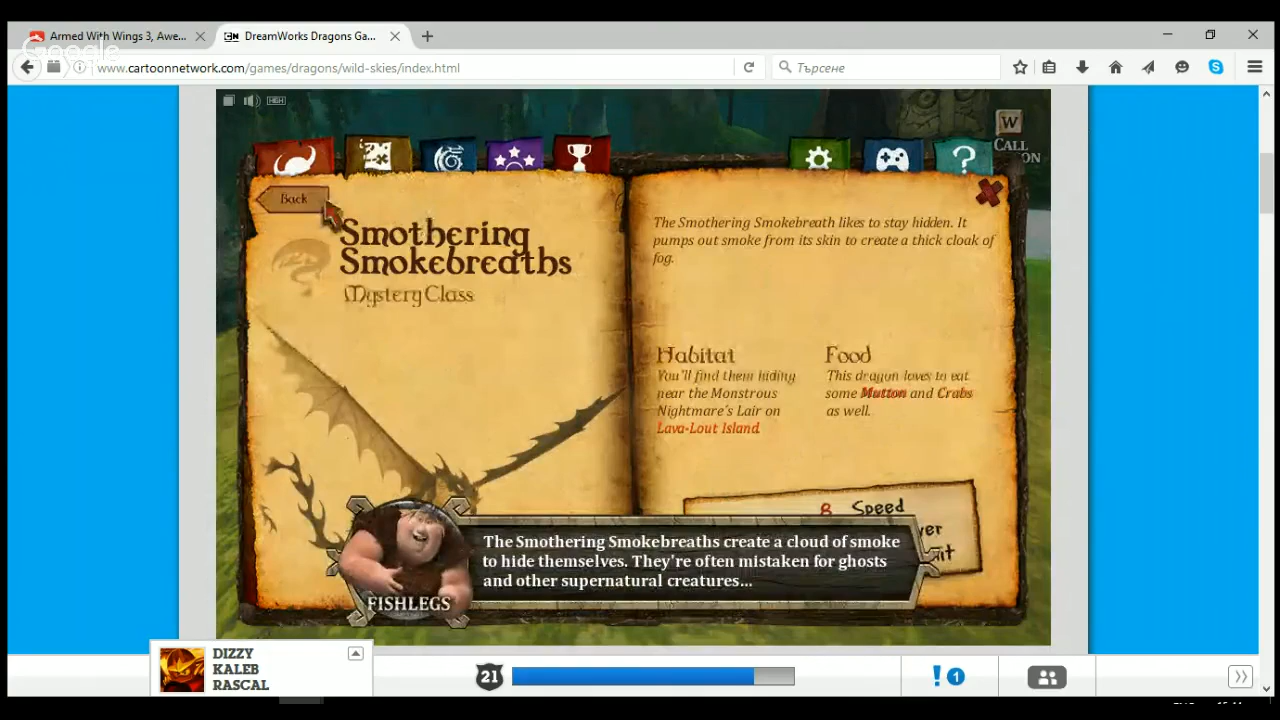 Armed With Wings 3, Awe...
DreamWorks Dragons Ga...
Google
www.cartoonnetwork.com/games/dragons/wild-skies/index.html
Търсене
HIGH
W
CALL
Back
Smothering
Smokebreaths
Mystery Class
The Smothering Smokebreath likes to stay hidden. It
pumps out smoke from its skin to create a thick cloak of
fog.
Habitat
You'll find them hiding
near the Monstrous
Nightmare's Lair on
Lava-Lout Island.
Food
This dragon loves to eat
some Mutton and Crabs
as well.
8 Speed
The Smothering Smokebreaths create a cloud of smoke
to hide themselves. They're often mistaken for ghosts
and other supernatural creatures...
FISHLEGS
DIZZY
KALEB
RASCAL
21
! 1